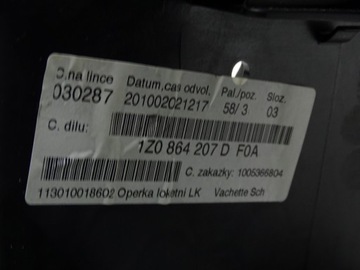 Č.na lince Datum,cas odvol. Pal./poz. Sloz.
030287 201002021217 58/ 3 03
C. dilu:
1Z0 864 207 D F0A
C. zakazky: 1005366804
113010018602 Operka loketni LK Vachette Sch